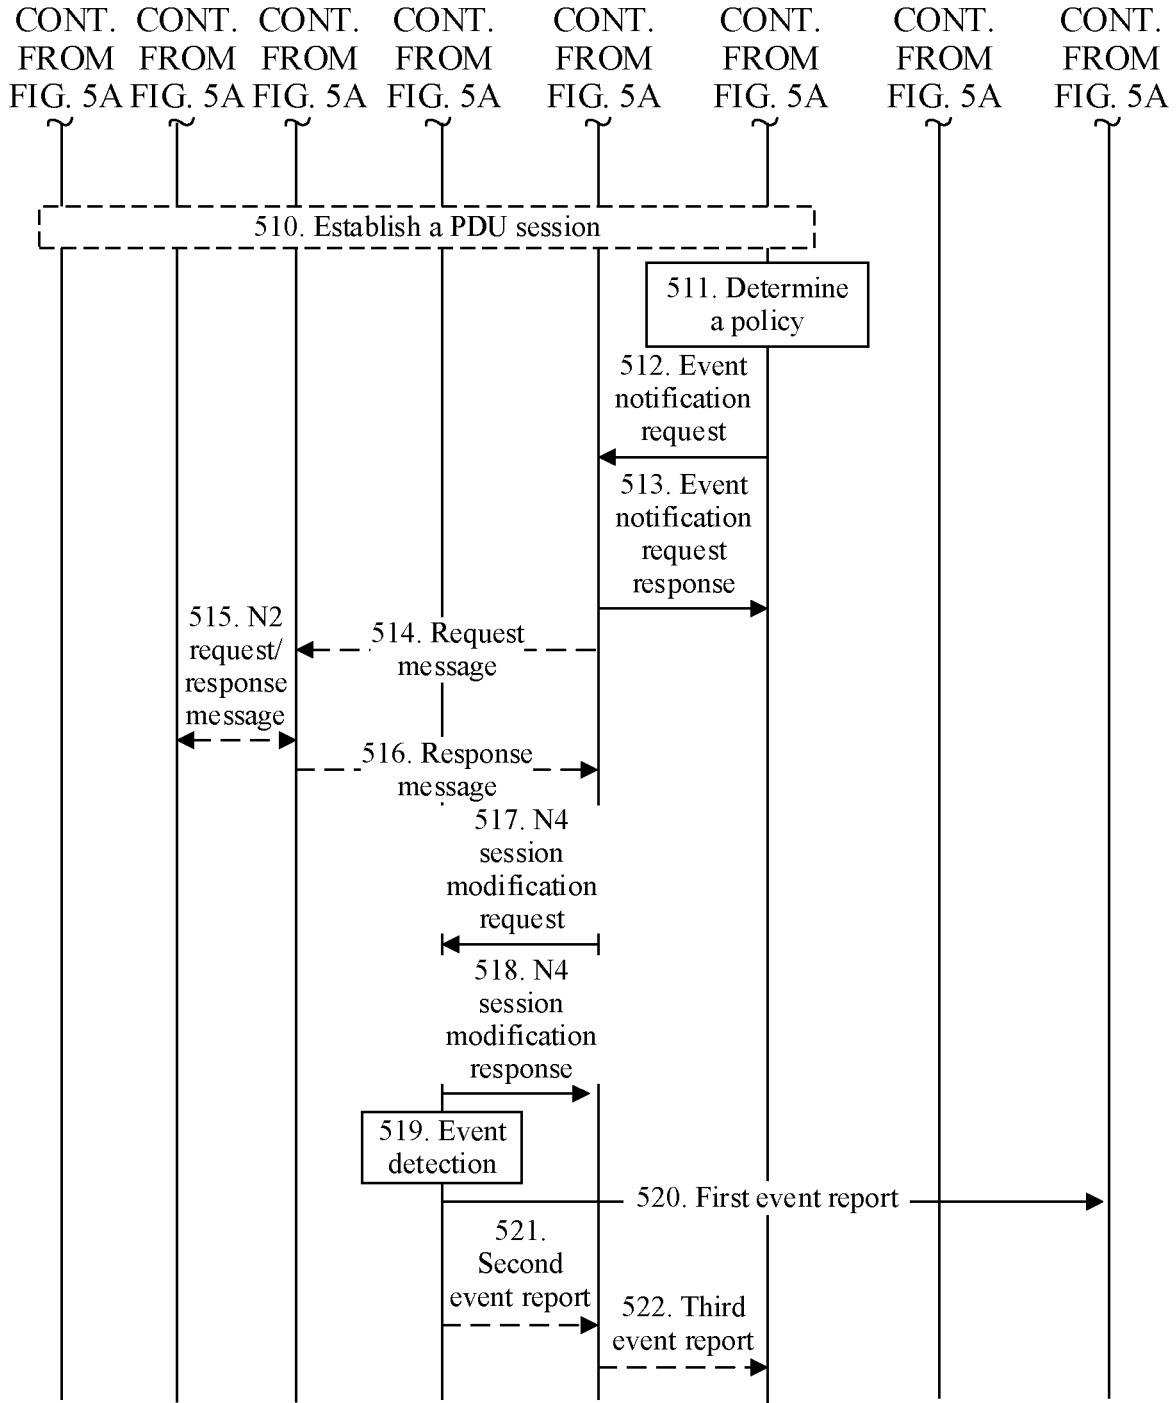 CONT. CONT. CONT. CONT. CONT. CONT. CONT. CONT.
FROM FROM FROM FROM FROM FROM FROM FROM
FIG. 5A FIG. 5A FIG. 5A FIG. 5A FIG. 5A FIG. 5A FIG. 5A FIG. 5A
510. Establish a PDU session
511. Determine
a policy
512. Event
notification
request
513. Event
notification
request
response
514. Request
message
515. N2
request/
response
message
516. Response
message
517. N4
session
modification
request
518. N4
session
modification
response
519. Event
detection
520. First event report
521.
Second
event report
522. Third
event report